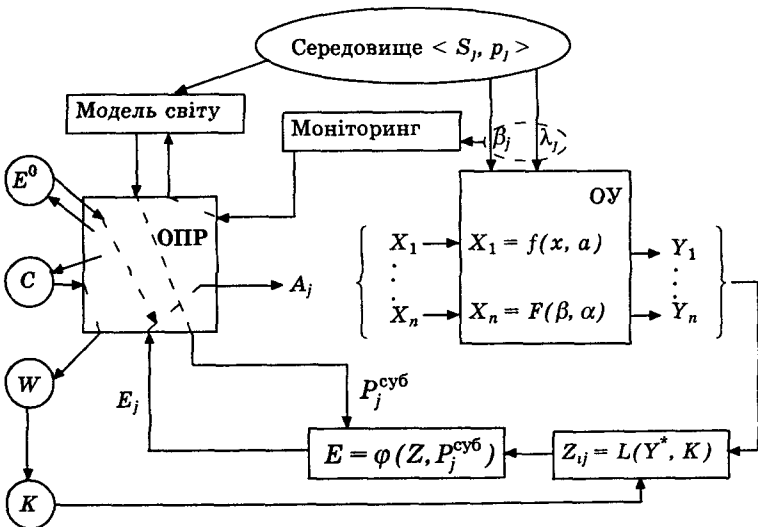 Середовище < S_j, p_j >
Модель світу
Моніторинг
β_j
λ_j
E^0
ОПР
C
A_j
ОУ
X_1
X_1 = f(x, a)
Y_1
X_n
X_n = F(β, α)
Y_n
W
E_j
P_j^суб
E = φ(Z, P_j^суб)
Z_ij = L(Y^*, K)
K